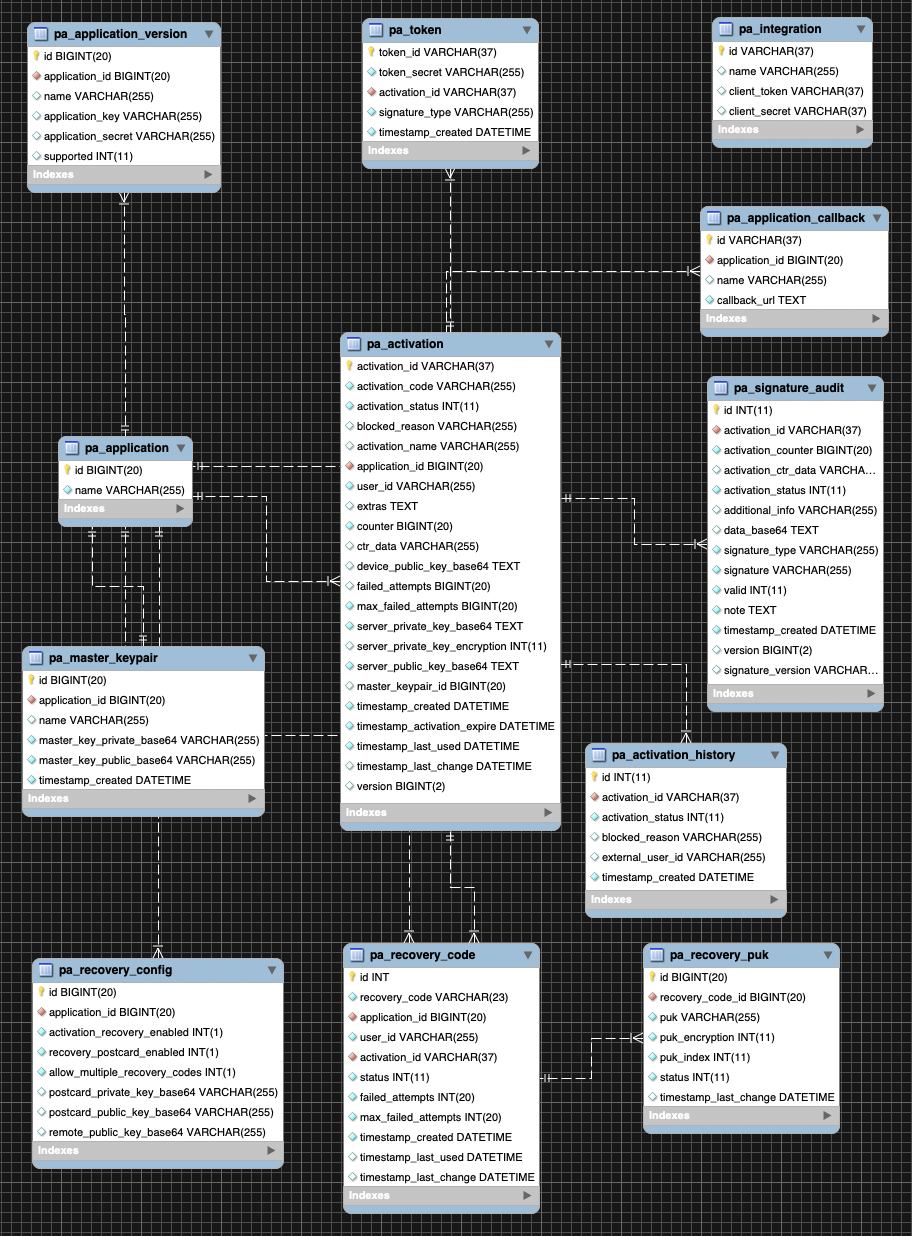 pa_application_version
id BIGINT(20)
application_id BIGINT(20)
name VARCHAR(255)
application_key VARCHAR(255)
application_secret VARCHAR(255)
supported INT(11)
Indexes
pa_token
token_id VARCHAR(37)
token_secret VARCHAR(255)
activation_id VARCHAR(37)
signature_type VARCHAR(255)
timestamp_created DATETIME
Indexes
pa_integration
id VARCHAR(37)
name VARCHAR(255)
client_token VARCHAR(37)
client_secret VARCHAR(37)
Indexes
pa_application_callback
id VARCHAR(37)
application_id BIGINT(20)
name VARCHAR(255)
callback_url TEXT
Indexes
pa_activation
activation_id VARCHAR(37)
activation_code VARCHAR(255)
activation_status INT(11)
blocked_reason VARCHAR(255)
activation_name VARCHAR(255)
application_id BIGINT(20)
user_id VARCHAR(255)
extras TEXT
counter BIGINT(20)
ctr_data VARCHAR(255)
device_public_key_base64 TEXT
failed_attempts BIGINT(20)
max_failed_attempts BIGINT(20)
server_private_key_base64 TEXT
server_private_key_encryption INT(11)
server_public_key_base64 TEXT
master_keypair_id BIGINT(20)
timestamp_created DATETIME
timestamp_activation_expire DATETIME
timestamp_last_used DATETIME
timestamp_last_change DATETIME
version BIGINT(2)
Indexes
pa_signature_audit
id INT(11)
activation_id VARCHAR(37)
activation_counter BIGINT(20)
activation_ctr_data VARCHA...
activation_status INT(11)
additional_info VARCHAR(255)
data_base64 TEXT
signature_type VARCHAR(255)
signature VARCHAR(255)
valid INT(11)
note TEXT
timestamp_created DATETIME
version BIGINT(2)
signature_version VARCHAR...
Indexes
pa_application
id BIGINT(20)
name VARCHAR(255)
Indexes
pa_master_keypair
id BIGINT(20)
application_id BIGINT(20)
name VARCHAR(255)
master_key_private_base64 VARCHAR(255)
master_key_public_base64 VARCHAR(255)
timestamp_created DATETIME
Indexes
pa_activation_history
id INT(11)
activation_id VARCHAR(37)
activation_status INT(11)
blocked_reason VARCHAR(255)
external_user_id VARCHAR(255)
timestamp_created DATETIME
Indexes
pa_recovery_config
id BIGINT(20)
application_id BIGINT(20)
activation_recovery_enabled INT(1)
recovery_postcard_enabled INT(1)
allow_multiple_recovery_codes INT(1)
postcard_private_key_base64 VARCHAR(255)
postcard_public_key_base64 VARCHAR(255)
remote_public_key_base64 VARCHAR(255)
Indexes
pa_recovery_code
id INT
recovery_code VARCHAR(23)
application_id BIGINT(20)
user_id VARCHAR(255)
activation_id VARCHAR(37)
status INT(11)
failed_attempts INT(20)
max_failed_attempts INT(20)
timestamp_created DATETIME
timestamp_last_used DATETIME
timestamp_last_change DATETIME
Indexes
pa_recovery_puk
id BIGINT(20)
recovery_code_id BIGINT(20)
puk VARCHAR(255)
puk_encryption INT(11)
puk_index INT(11)
status INT(11)
timestamp_last_change DATETIME
Indexes